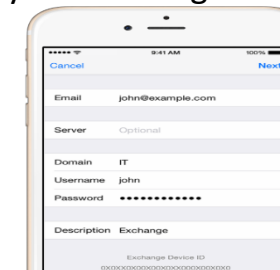 9:41 AM 100%
Cancel Next
Email john@example.com
Server Optional
Domain IT
Username john
Password ••••••••••••
Description Exchange
Exchange Device ID